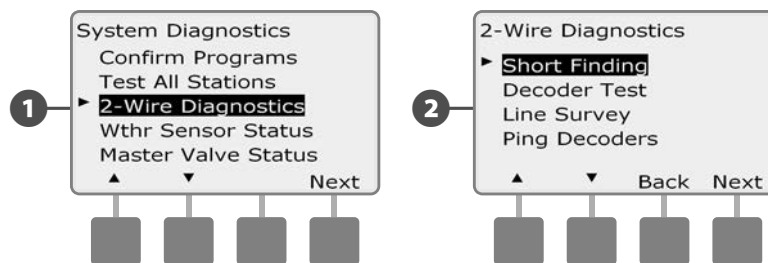 System Diagnostics
Confirm Programs
Test All Stations
1
► 2-Wire Diagnostics
Wthr Sensor Status
Master Valve Status
▲ ▼ Next
2-Wire Diagnostics
2
► Short Finding
Decoder Test
Line Survey
Ping Decoders
▲ ▼ Back Next